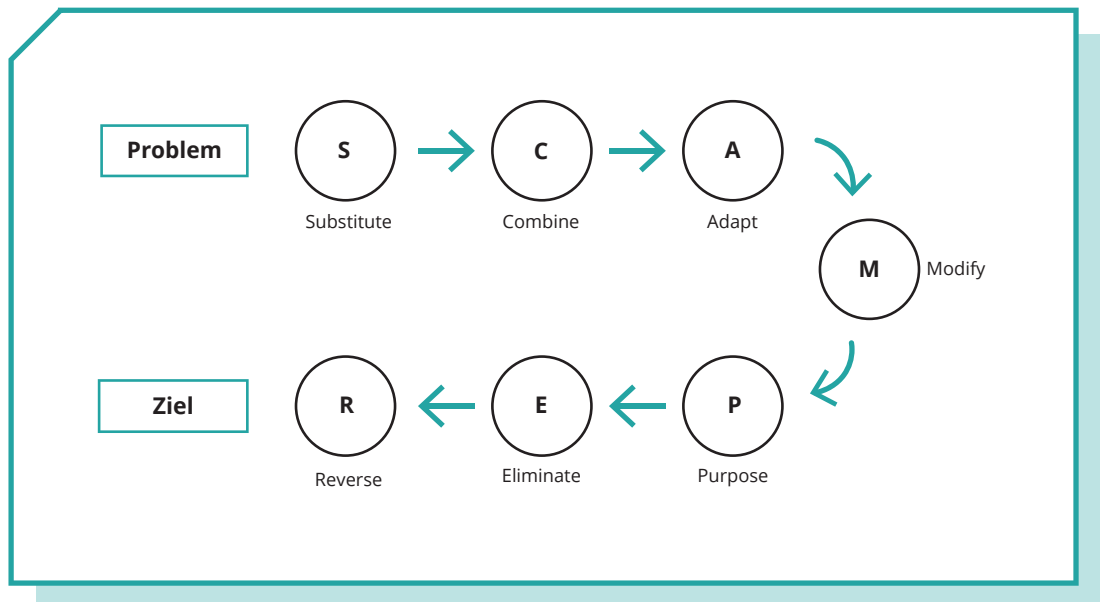 Problem
S
Substitute
C
Combine
A
Adapt
M
Modify
P
Purpose
E
Eliminate
R
Reverse
Ziel